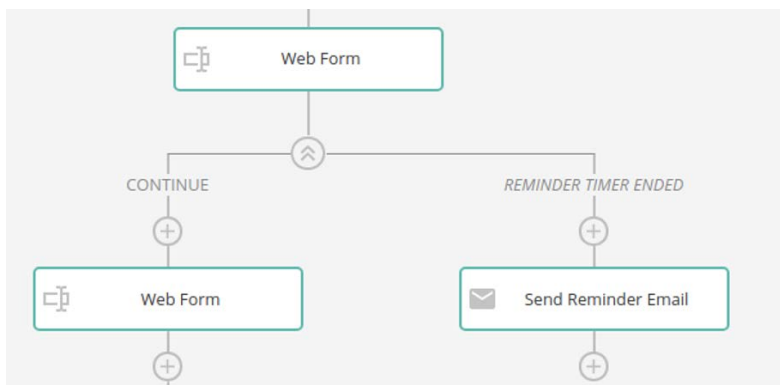 Web Form
CONTINUE
REMINDER TIMER ENDED
Web Form
Send Reminder Email